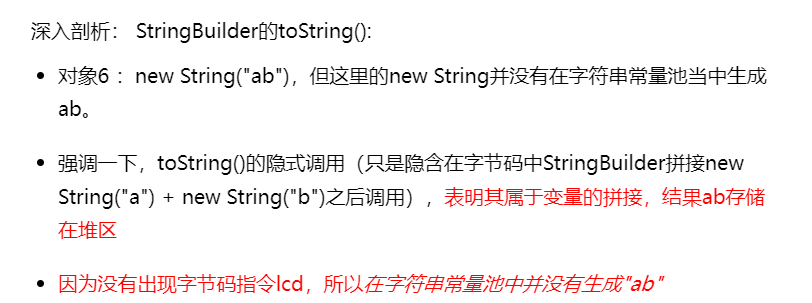 深入剖析： StringBuilder的toString():
• 对象6 ：new String("ab")，但这里的new String并没有在字符串常量池当中生成
ab。
• 强调一下，toString()的隐式调用（只是隐含在字节码中StringBuilder拼接new
String("a") + new String("b")之后调用），表明其属于变量的拼接，结果ab存储
在堆区
• 因为没有出现字节码指令lcd，所以在字符串常量池中并没有生成"ab"